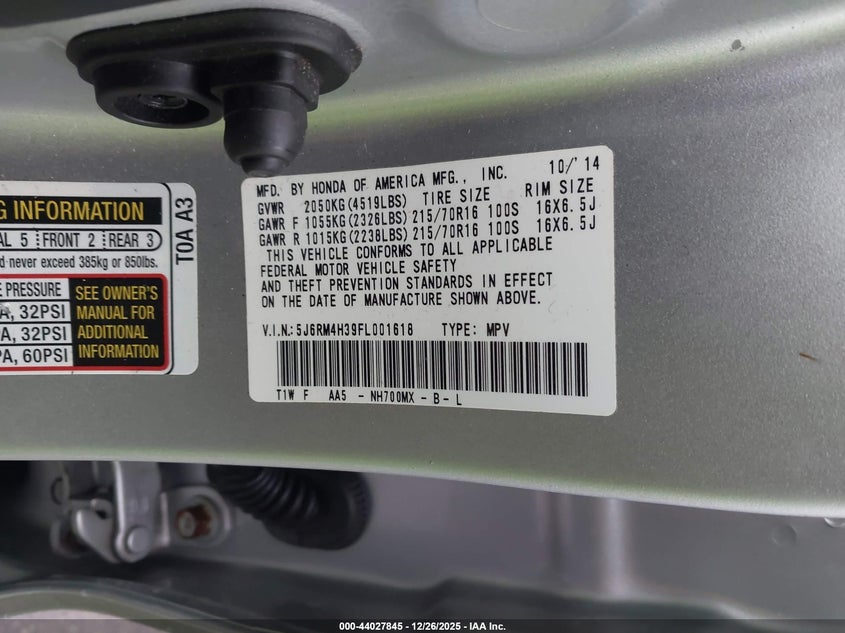 MFD. BY HONDA OF AMERICA MFG., INC. 10/'14
GVWR 2050KG(4519LBS) TIRE SIZE RIM SIZE
GAWR F 1055KG(2326LBS) 215/70R16 100S 16X6.5J
GAWR R 1015KG(2238LBS) 215/70R16 100S 16X6.5J
THIS VEHICLE CONFORMS TO ALL APPLICABLE
FEDERAL MOTOR VEHICLE SAFETY
AND THEFT PREVENTION STANDARDS IN EFFECT
ON THE DATE OF MANUFACTURE SHOWN ABOVE.
V.I.N.:5J6RM4H39FL001618 TYPE: MPV
T1W F AA5 - NH700MX - B - L
G INFORMATION
AL 5 FRONT 2 REAR 3
d never exceed 385kg or 850lbs.
E PRESSURE
A, 32PSI
PA, 32PSI
PA, 60PSI
SEE OWNER'S
MANUAL FOR
ADDITIONAL
INFORMATION
T0A A3
000-44027845 - 12/26/2025 - IAA Inc.